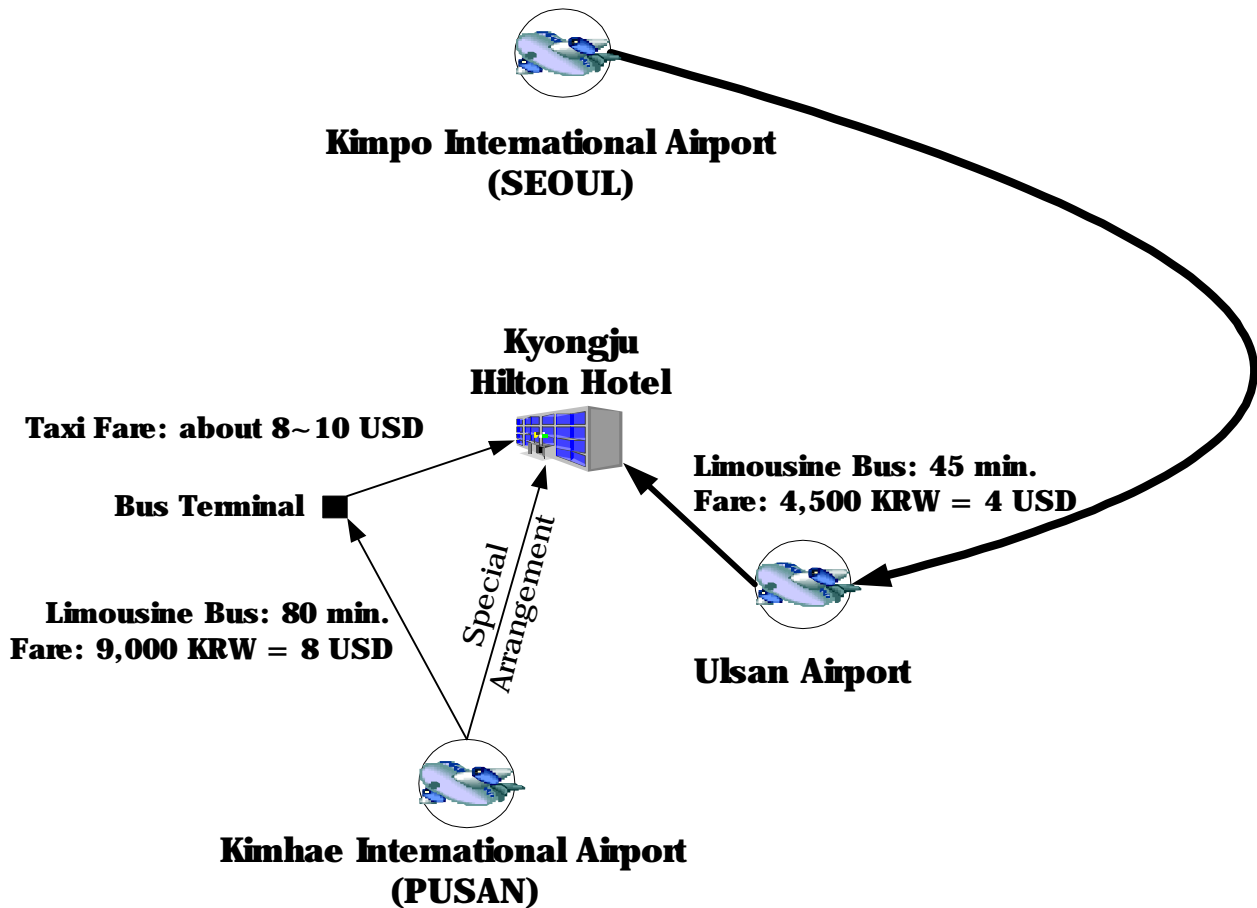 Kimpo International Airport
(SEOUL)
Kyongju
Hilton Hotel
Taxi Fare: about 8~10 USD
Limousine Bus: 45 min.
Fare: 4,500 KRW = 4 USD
Bus Terminal
Special
Arrangement
Limousine Bus: 80 min.
Fare: 9,000 KRW = 8 USD
Ulsan Airport
Kimhae International Airport
(PUSAN)